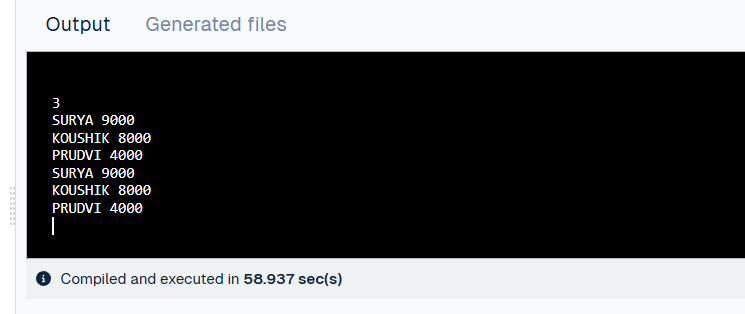 Output Generated files
3
SURYA 9000
KOUSHIK 8000
PRUDVI 4000
SURYA 9000
KOUSHIK 8000
PRUDVI 4000
Compiled and executed in 58.937 sec(s)